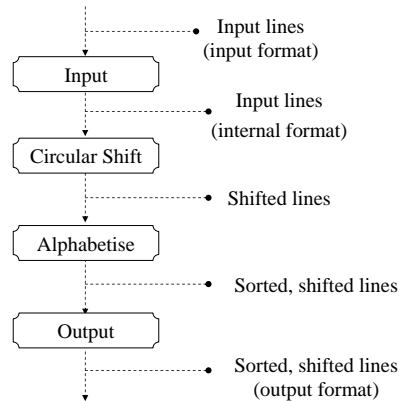 Input lines
(input format)
Input
Input lines
(internal format)
Circular Shift
Shifted lines
Alphabetise
Sorted, shifted lines
Output
Sorted, shifted lines
(output format)